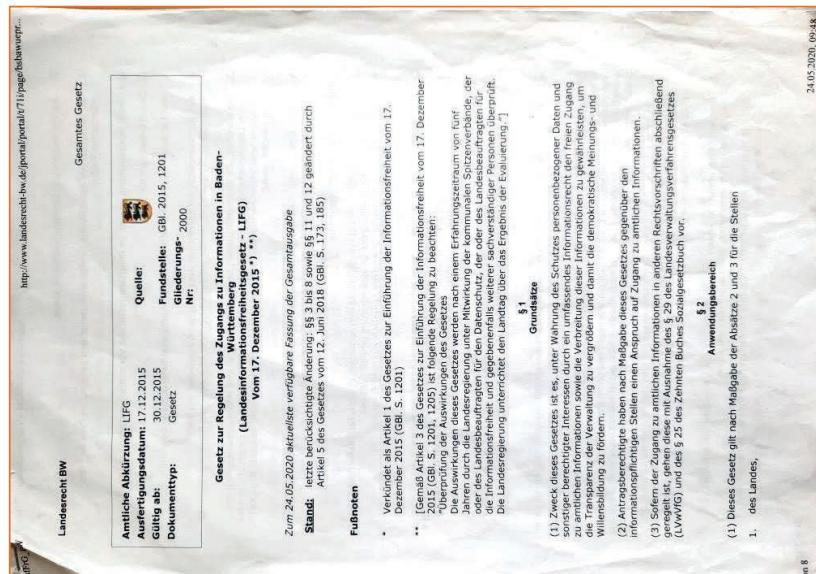 http://www.landesrecht-bw.de/jportal/portal/t/71i/page/bsbawuepr...
Landesrecht BW
Gesamtes Gesetz
Amtliche Abkürzung: LIFG
Ausfertigungsdatum: 17.12.2015
Gültig ab: 30.12.2015
Dokumenttyp: Gesetz
Quelle:
Fundstelle: GBl. 2015, 1201
Gliederungs- 2000
Nr:
Gesetz zur Regelung des Zugangs zu Informationen in Baden-
Württemberg
(Landesinformationsfreiheitsgesetz - LIFG)
Vom 17. Dezember 2015 *) **)
Zum 24.05.2020 aktuellste verfügbare Fassung der Gesamtausgabe
Stand: letzte berücksichtigte Änderung: §§ 3 bis 8 sowie §§ 11 und 12 geändert durch
Artikel 5 des Gesetzes vom 12. Juni 2018 (GBl. S. 173, 185)
Fußnoten
* Verkündet als Artikel 1 des Gesetzes zur Einführung der Informationsfreiheit vom 17.
Dezember 2015 (GBl. S. 1201)
** [Gemäß Artikel 3 des Gesetzes zur Einführung der Informationsfreiheit vom 17. Dezember
2015 (GBl. S. 1201, 1205) ist folgende Regelung zu beachten:
"Überprüfung der Auswirkungen des Gesetzes
Die Auswirkungen dieses Gesetzes werden nach einem Erfahrungszeitraum von fünf
Jahren durch die Landesregierung unter Mitwirkung der kommunalen Spitzenverbände, der
oder des Landesbeauftragten für den Datenschutz, der oder des Landesbeauftragten für
die Informationsfreiheit und gegebenenfalls weiterer sachverständiger Personen überprüft.
Die Landesregierung unterrichtet den Landtag über das Ergebnis der Evaluierung."]
§ 1
Grundsätze
(1) Zweck dieses Gesetzes ist es, unter Wahrung des Schutzes personenbezogener Daten und
sonstiger berechtigter Interessen durch ein umfassendes Informationsrecht den freien Zugang
zu amtlichen Informationen sowie die Verbreitung dieser Informationen zu gewährleisten, um
die Transparenz der Verwaltung zu vergrößern und damit die demokratische Meinungs- und
Willensbildung zu fördern.
(2) Antragsberechtigte haben nach Maßgabe dieses Gesetzes gegenüber den
informationspflichtigen Stellen einen Anspruch auf Zugang zu amtlichen Informationen.
(3) Sofern der Zugang zu amtlichen Informationen in anderen Rechtsvorschriften abschließend
geregelt ist, gehen diese mit Ausnahme des § 29 des Landesverwaltungsverfahrensgesetzes
(LVwVfG) und des § 25 des Zehnten Buches Sozialgesetzbuch vor.
§ 2
Anwendungsbereich
(1) Dieses Gesetz gilt nach Maßgabe der Absätze 2 und 3 für die Stellen
1. des Landes,
on 8
24.05.2020, 09:48